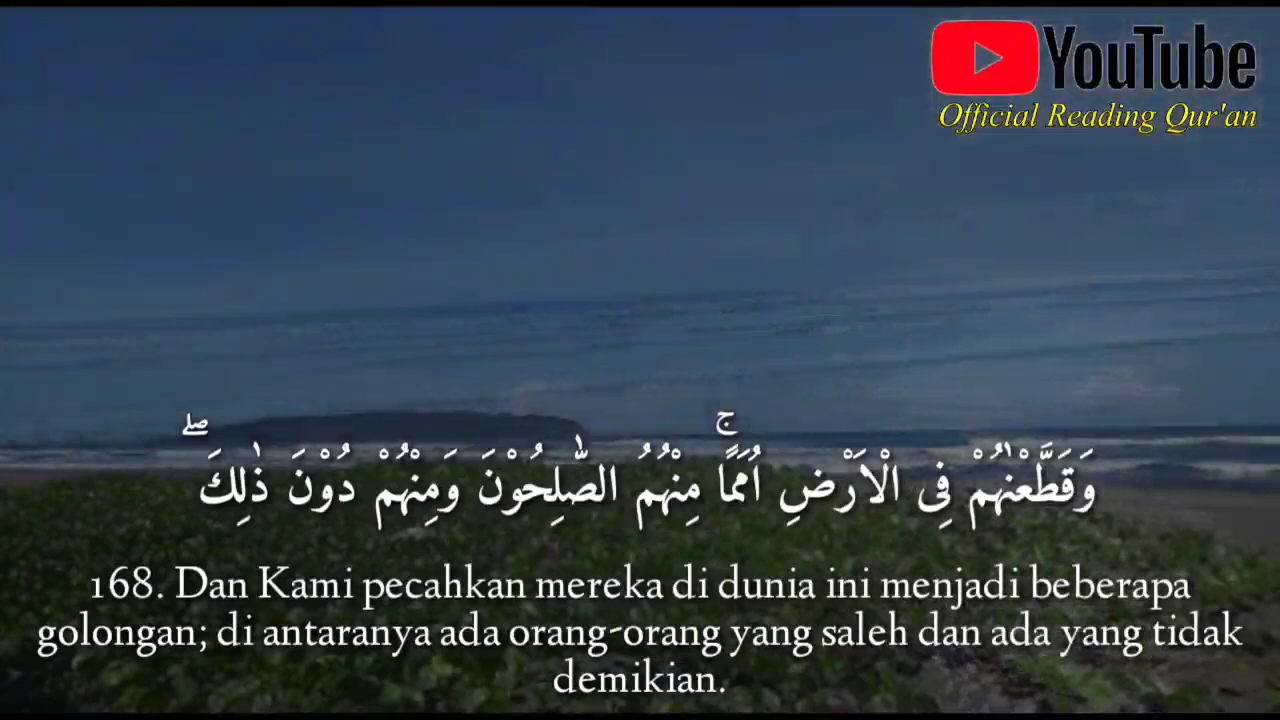 YouTube
Official Reading Qur'an
وَقَطَّعْنٰهُمْ فِى الْاَرْضِ اُمَمًاۚ مِنْهُمُ الصّٰلِحُوْنَ وَمِنْهُمْ دُوْنَ ذٰلِكَۖ
168. Dan Kami pecahkan mereka di dunia ini menjadi beberapa
golongan; di antaranya ada orang-orang yang saleh dan ada yang tidak
demikian.